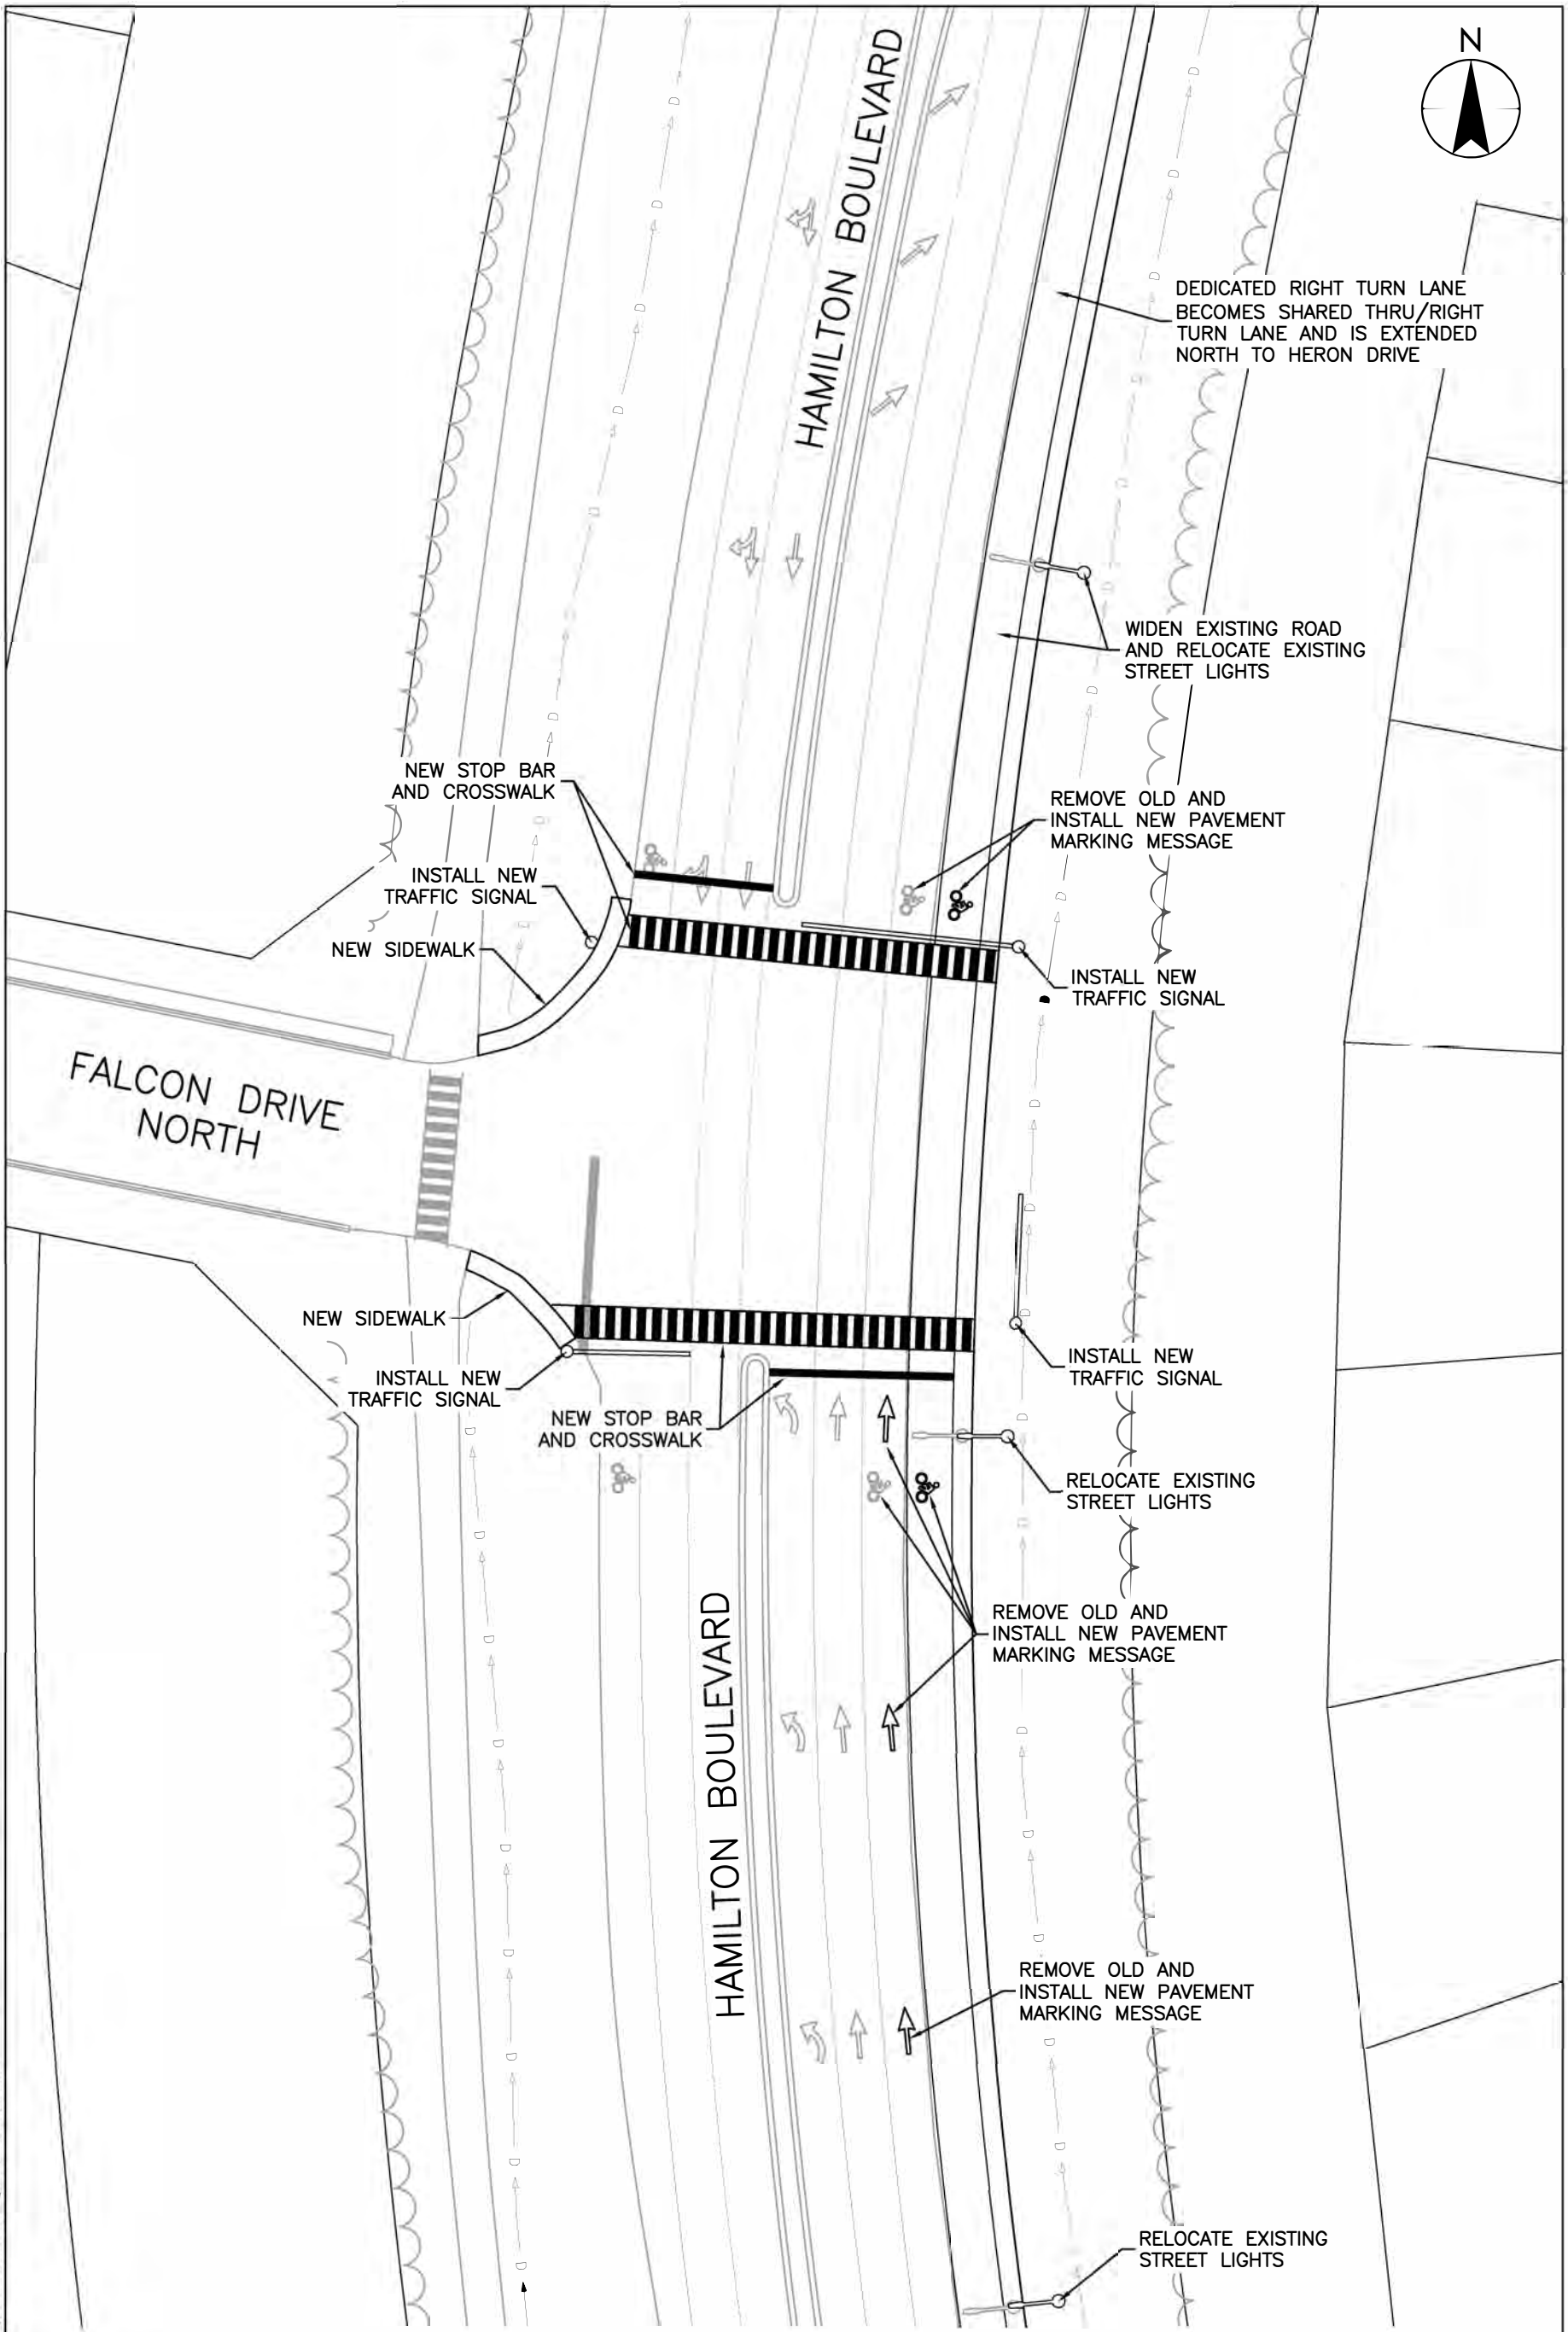 N
HAMILTON BOULEVARD
DEDICATED RIGHT TURN LANE
BECOMES SHARED THRU/RIGHT
TURN LANE AND IS EXTENDED
NORTH TO HERON DRIVE
WIDEN EXISTING ROAD
AND RELOCATE EXISTING
STREET LIGHTS
NEW STOP BAR
AND CROSSWALK
REMOVE OLD AND
INSTALL NEW PAVEMENT
MARKING MESSAGE
INSTALL NEW
TRAFFIC SIGNAL
NEW SIDEWALK
INSTALL NEW
TRAFFIC SIGNAL
FALCON DRIVE
NORTH
NEW SIDEWALK
INSTALL NEW
TRAFFIC SIGNAL
INSTALL NEW
TRAFFIC SIGNAL
NEW STOP BAR
AND CROSSWALK
RELOCATE EXISTING
STREET LIGHTS
HAMILTON BOULEVARD
REMOVE OLD AND
INSTALL NEW PAVEMENT
MARKING MESSAGE
REMOVE OLD AND
INSTALL NEW PAVEMENT
MARKING MESSAGE
RELOCATE EXISTING
STREET LIGHTS